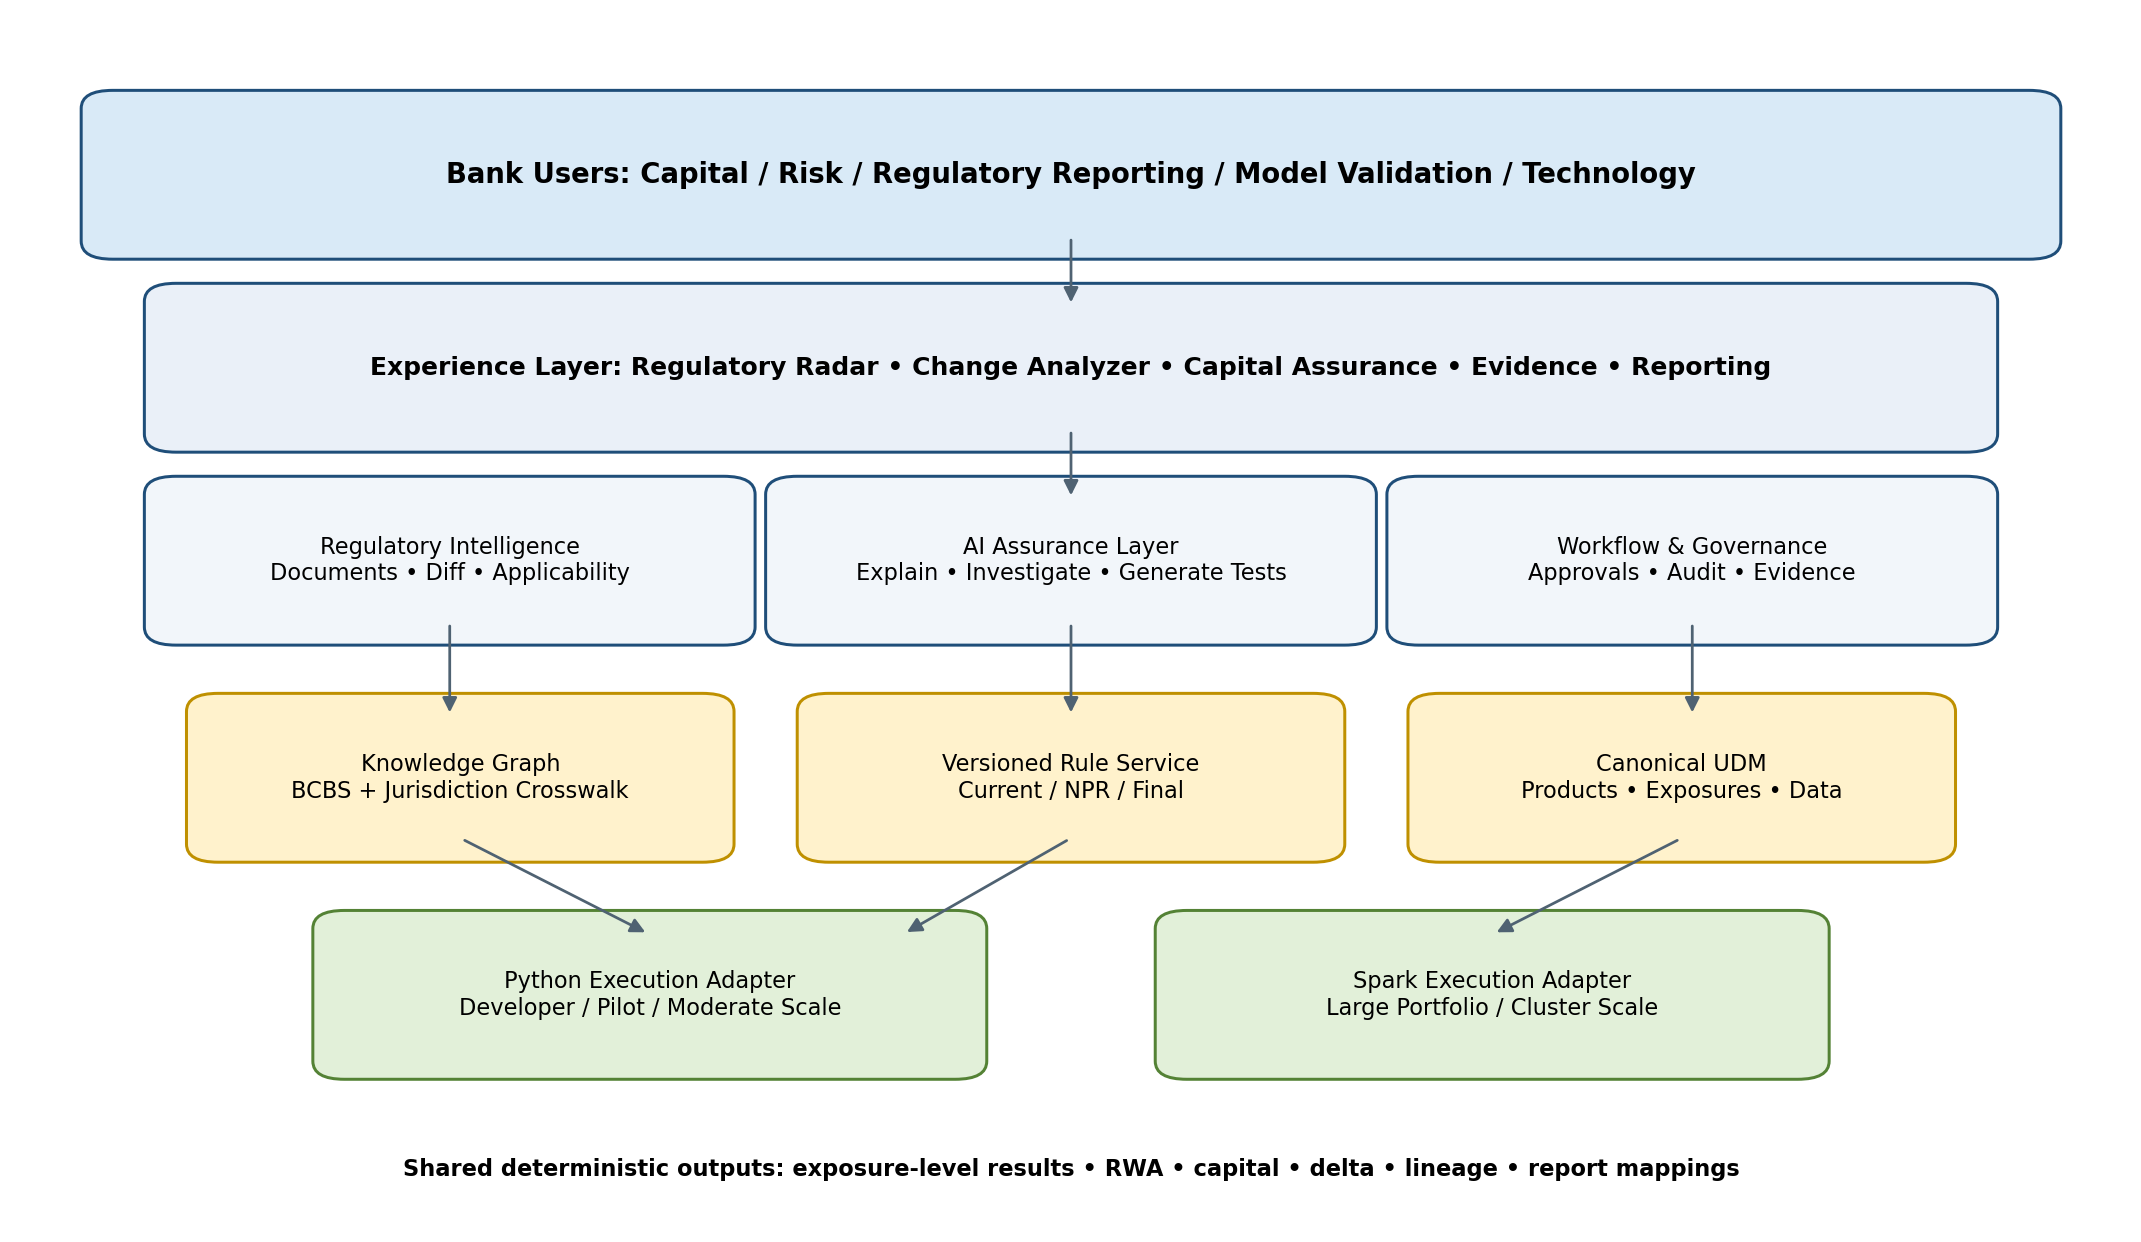 Bank Users: Capital / Risk / Regulatory Reporting / Model Validation / Technology
Experience Layer: Regulatory Radar • Change Analyzer • Capital Assurance • Evidence • Reporting
Regulatory Intelligence
Documents • Diff • Applicability
AI Assurance Layer
Explain • Investigate • Generate Tests
Workflow & Governance
Approvals • Audit • Evidence
Knowledge Graph
BCBS + Jurisdiction Crosswalk
Versioned Rule Service
Current / NPR / Final
Canonical UDM
Products • Exposures • Data
Python Execution Adapter
Developer / Pilot / Moderate Scale
Spark Execution Adapter
Large Portfolio / Cluster Scale
Shared deterministic outputs: exposure-level results • RWA • capital • delta • lineage • report mappings